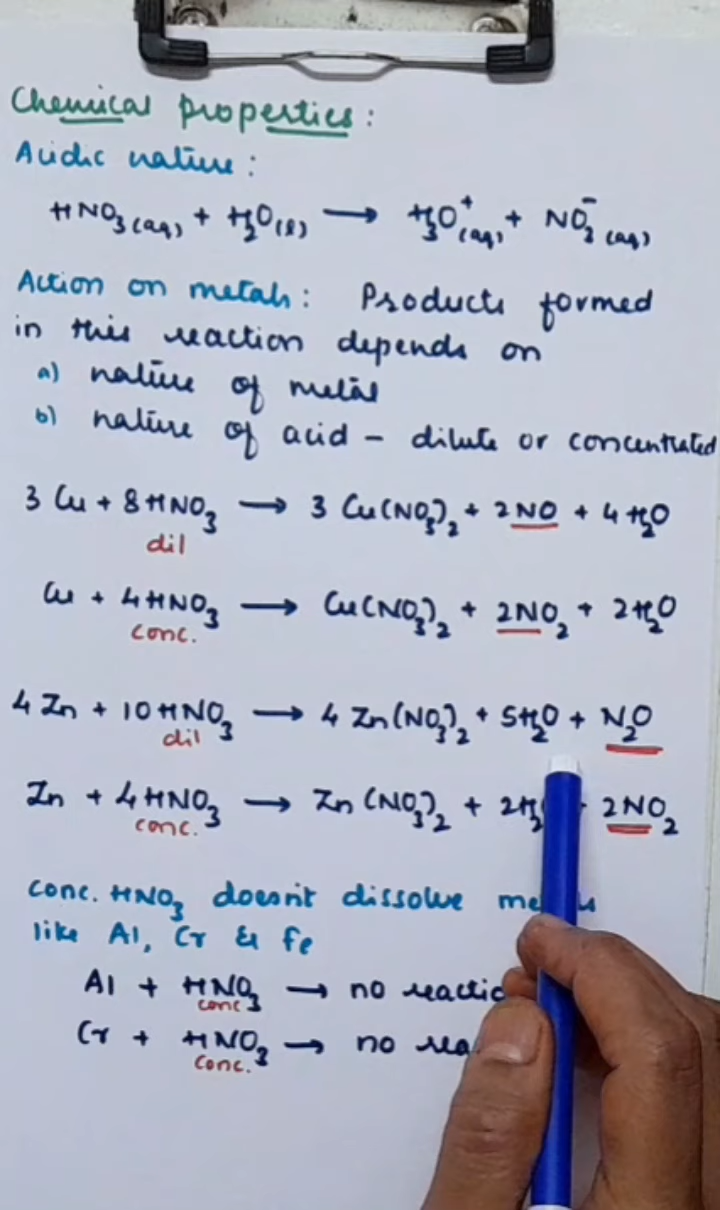 Chemical properties:
Acidic nature:
HNO₃(aq) + H₂O(l) ⟶ H₃O⁺(aq) + NO₃⁻(aq)
Action on metals: Products formed
in this reaction depends on
a) nature of metal
b) nature of acid - dilute or concentrated
3 Cu + 8HNO₃ ⟶ 3 Cu(NO₃)₂ + 2NO + 4H₂O
dil
Cu + 4HNO₃ ⟶ Cu(NO₃)₂ + 2NO₂ + 2H₂O
conc.
4 Zn + 10HNO₃ ⟶ 4 Zn(NO₃)₂ + 5H₂O + N₂O
dil
Zn + 4HNO₃ ⟶ Zn(NO₃)₂ + 2H₂ + 2NO₂
conc.
conc. HNO₃ doesn't dissolve
like Al, Cr & Fe
Al + HNO₃ ⟶ no reactio
conc
Cr + HNO₃ ⟶ no rea
conc.